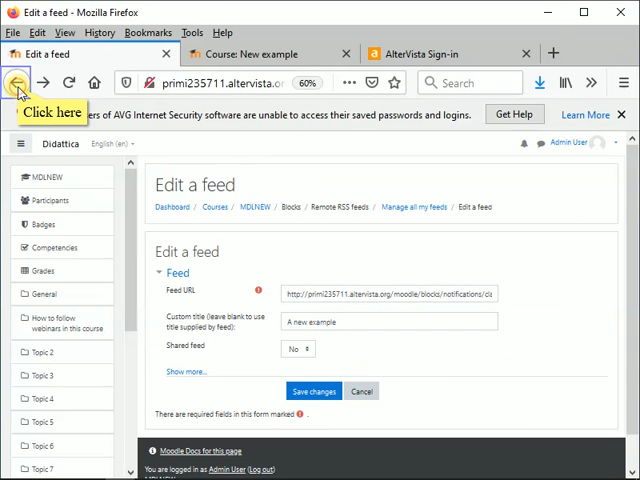 Edit a feed - Mozilla Firefox
File Edit View History Bookmarks Tools Help
Edit a feed
Course: New example
AlterVista Sign-in
primi235711.altervista.or
60%
Search
Click here
ers of AVG Internet Security software are unable to access their saved passwords and logins.
Get Help
Learn More
Didattica
English (en)
Admin User
MDLNEW
Participants
Badges
Competencies
Grades
General
How to follow
webinars in this course
Topic 2
Topic 3
Topic 4
Topic 5
Topic 6
Topic 7
Edit a feed
Dashboard / Courses / MDLNEW / Blocks / Remote RSS feeds / Manage all my feeds / Edit a feed
Edit a feed
Feed
Feed URL
http://primi235711.altervista.org/moodle/blocks/notifications/cla
Custom title (leave blank to use
title supplied by feed):
A new example
Shared feed
No
Show more...
Save changes
Cancel
There are required fields in this form marked .
Moodle Docs for this page
You are logged in as Admin User (Log out)